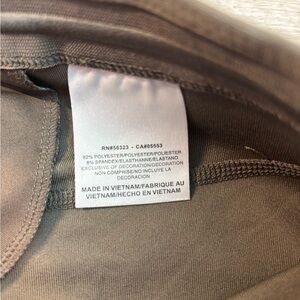 RN#56323 - CA#05553
92% POLYESTER/POLYESTER/POLIESTER
8% SPANDEX/ELASTHANNE/ELASTANO
EXCLUSIVE OF DECORATION/DECORATION
NON COMPRISE/NO INCLUYE LA
DECORACION
MADE IN VIETNAM/FABRIQUE AU
VIETNAM/HECHO EN VIETNAM